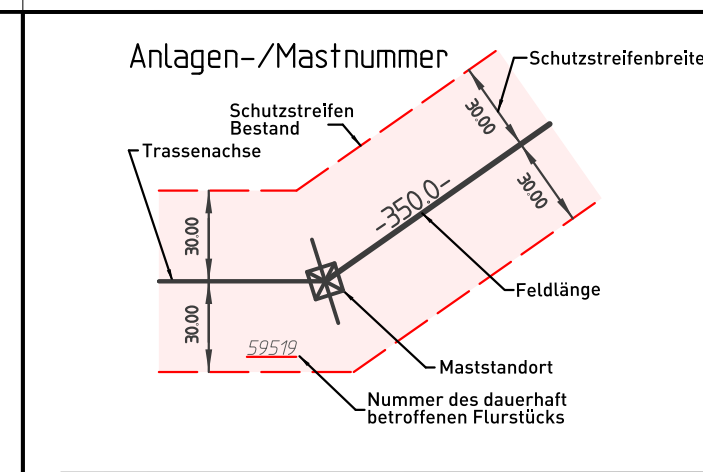 Anlagen-/Mastnummer
Schutzstreifenbreite
Schutzstreifen
Bestand
Trassenachse
30.00
30.00
30.00
30.00
-350.0-
Feldlänge
59519
Maststandort
Nummer des dauerhaft
betroffenen Flurstücks